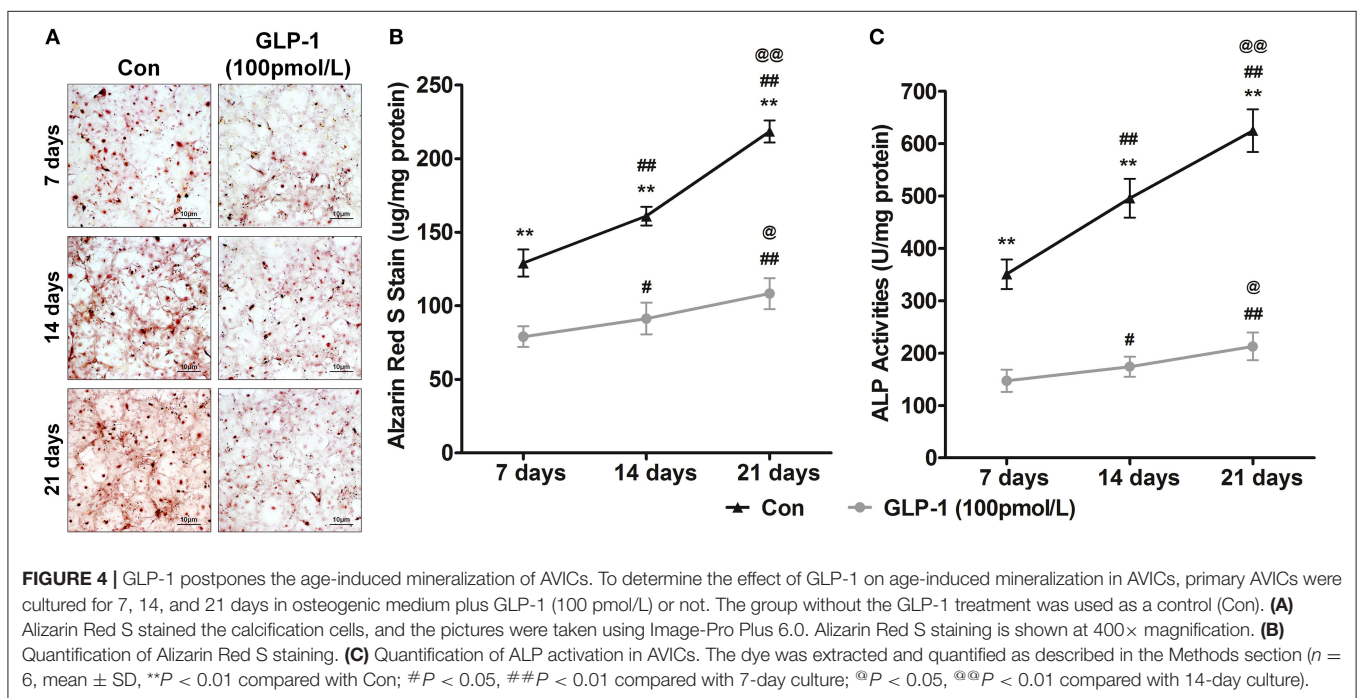 A
Con
GLP-1
(100pmol/L)
7 days
10µm
10µm
14 days
10µm
10µm
21 days
10µm
10µm
B
Alzarin Red S Stain (ug/mg protein)
250
200
150
100
50
0
**
##
**
@@
##
**
#
@
##
7 days 14 days 21 days
C
ALP Activities (U/mg protein)
700
600
500
400
300
200
100
0
**
##
**
@@
##
**
#
@
##
7 days 14 days 21 days
Con GLP-1 (100pmol/L)
FIGURE 4 | GLP-1 postpones the age-induced mineralization of AVICs. To determine the effect of GLP-1 on age-induced mineralization in AVICs, primary AVICs were
cultured for 7, 14, and 21 days in osteogenic medium plus GLP-1 (100 pmol/L) or not. The group without the GLP-1 treatment was used as a control (Con). (A)
Alizarin Red S stained the calcification cells, and the pictures were taken using Image-Pro Plus 6.0. Alizarin Red S staining is shown at 400× magnification. (B)
Quantification of Alizarin Red S staining. (C) Quantification of ALP activation in AVICs. The dye was extracted and quantified as described in the Methods section (n =
6, mean ± SD, **P < 0.01 compared with Con; #P < 0.05, ##P < 0.01 compared with 7-day culture; @P < 0.05, @@P < 0.01 compared with 14-day culture).